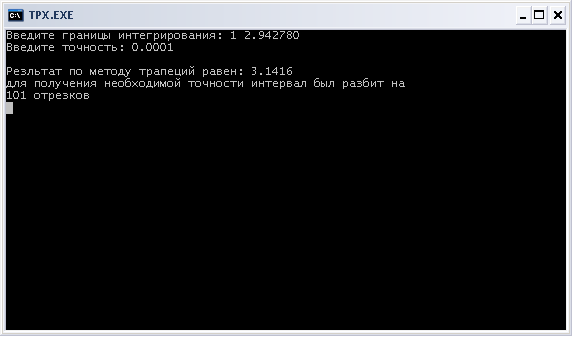 TPX.EXE
Введите границы интегрирования: 1 2.942780
Введите точность: 0.0001
Резльтат по методу трапеций равен: 3.1416
для получения необходимой точности интервал был разбит на
101 отрезков